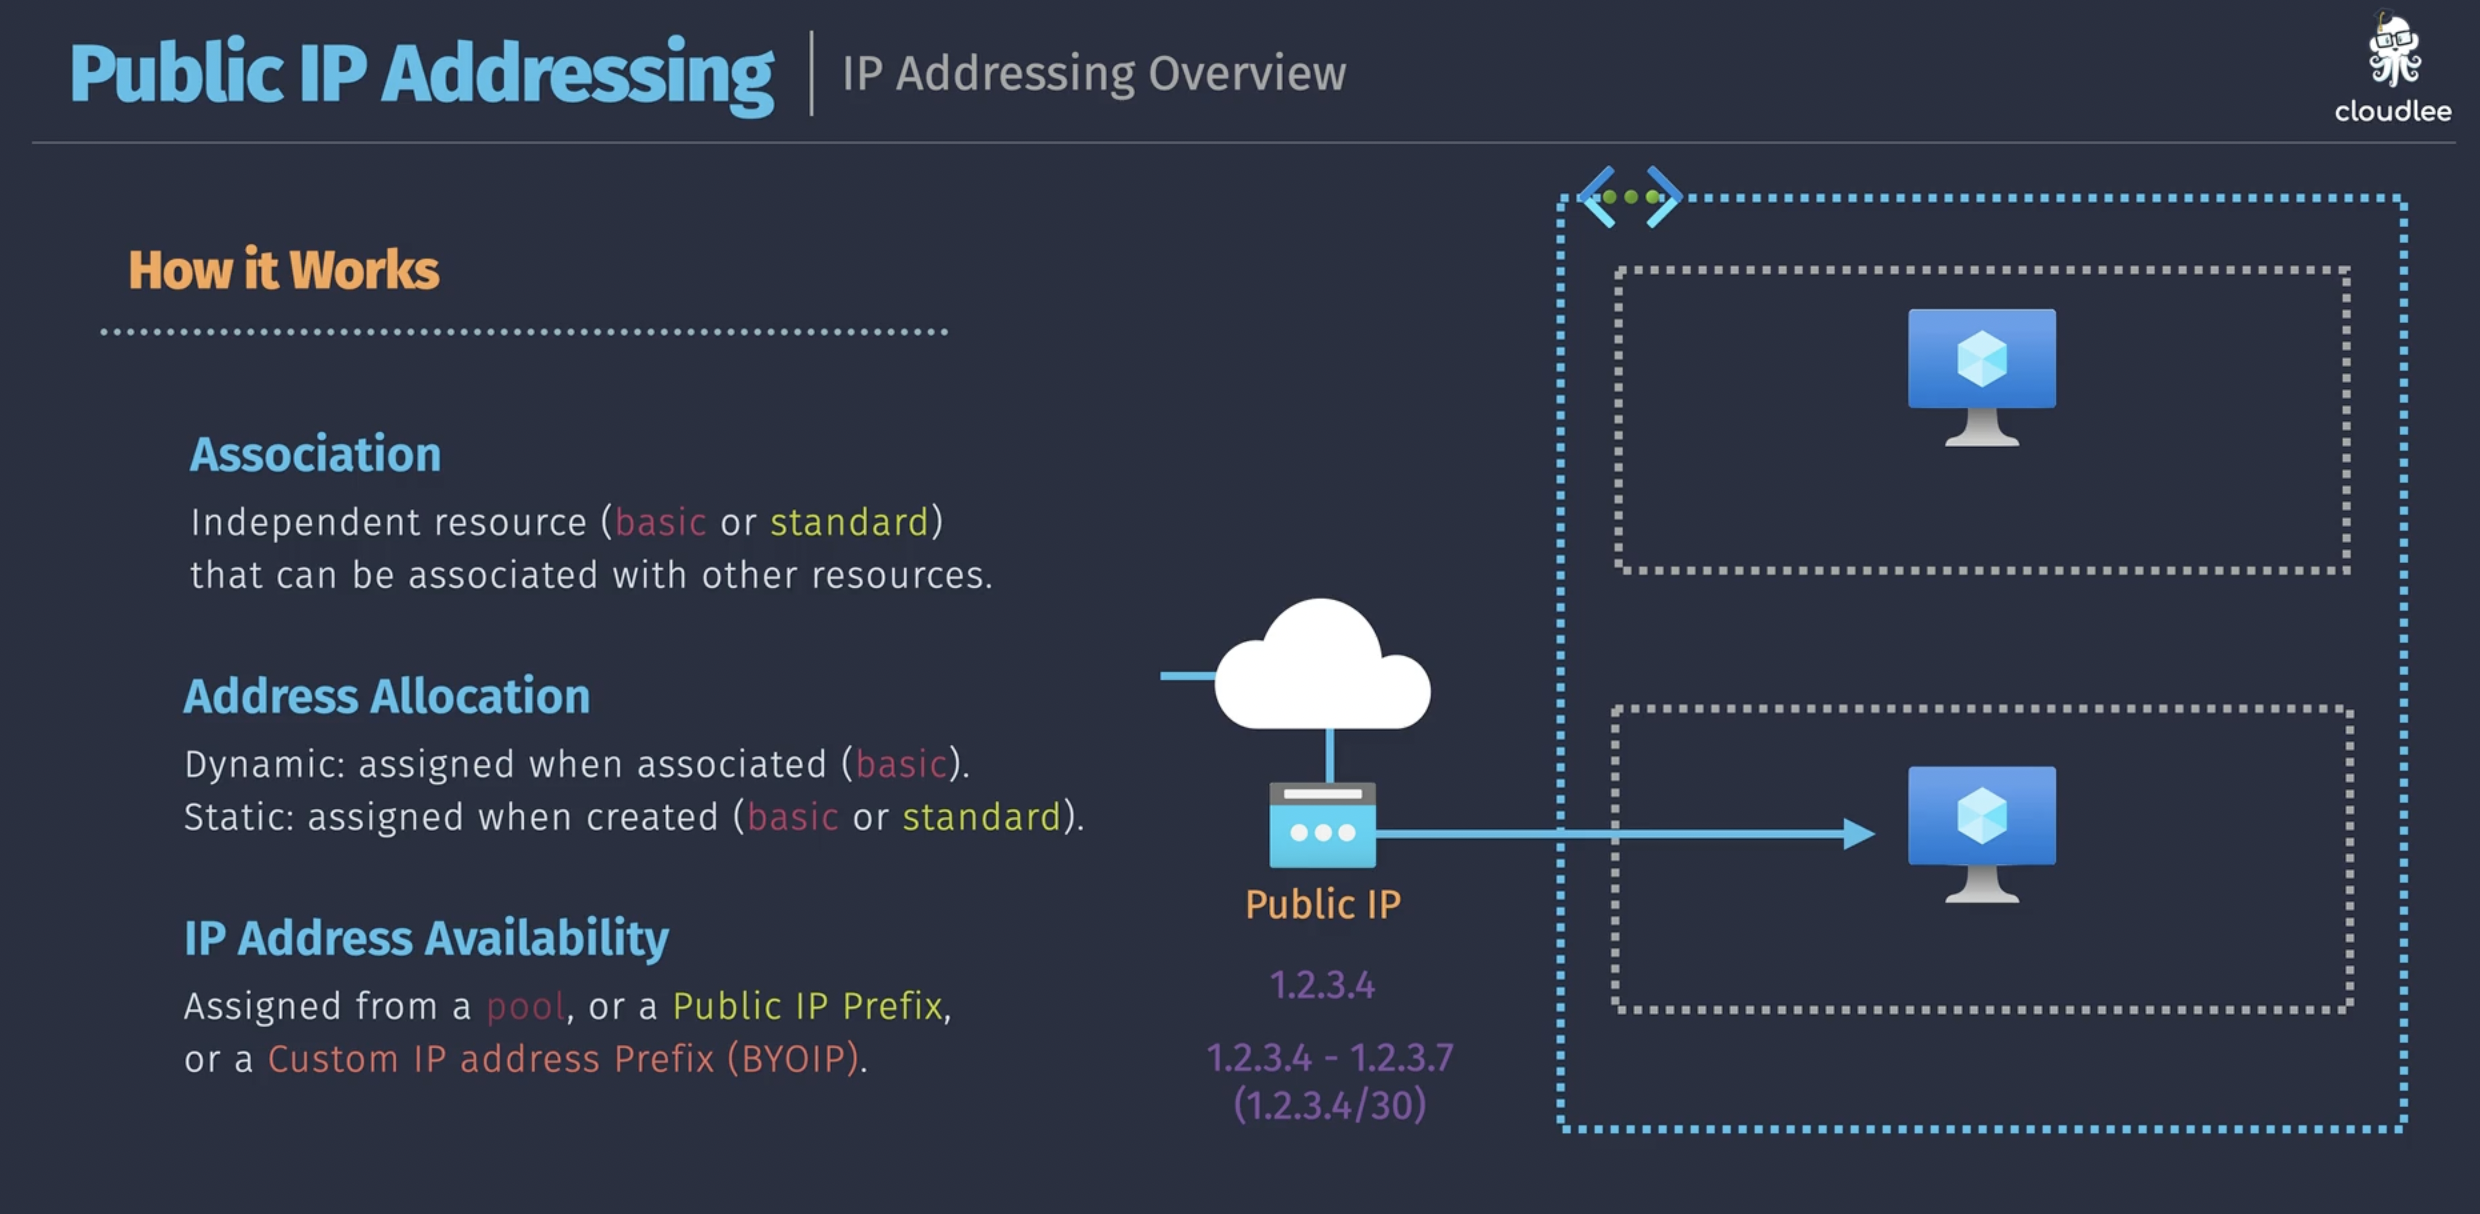 Public IP Addressing
IP Addressing Overview
cloudlee
How it Works
Association
Independent resource (basic or standard)
that can be associated with other resources.
Address Allocation
Dynamic: assigned when associated (basic).
Static: assigned when created (basic or standard).
IP Address Availability
Assigned from a pool, or a Public IP Prefix,
or a Custom IP address Prefix (BYOIP).
Public IP
1.2.3.4
1.2.3.4 - 1.2.3.7
(1.2.3.4/30)